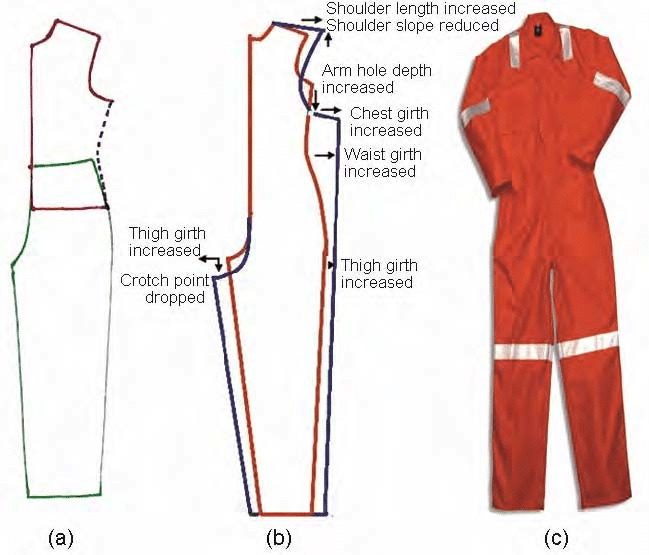 Shoulder length increased
Shoulder slope reduced
Arm hole depth
increased
Chest girth
increased
Waist girth
increased
Thigh girth
increased
Crotch point
dropped
Thigh girth
increased
(a)
(b)
(c)